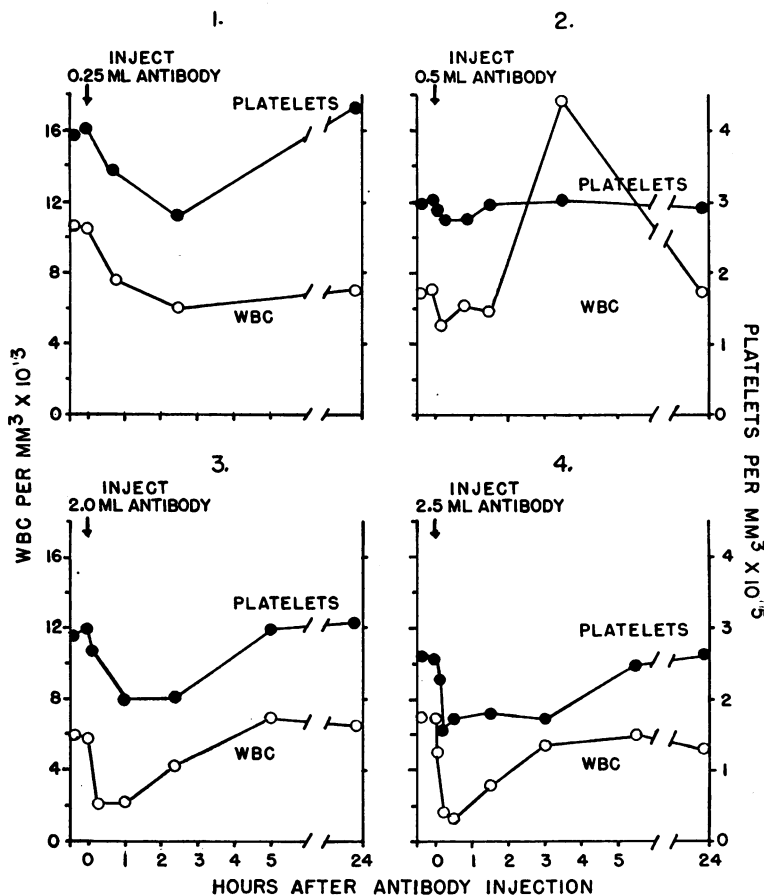 1.
INJECT
0.25 ML ANTIBODY
PLATELETS
WBC
16
12
8
4
0
2.
INJECT
0.5 ML ANTIBODY
PLATELETS
WBC
4
3
2
1
0
3.
INJECT
2.0 ML ANTIBODY
PLATELETS
WBC
16
12
8
4
0
0 1 2 3 4 5 24
4.
INJECT
2.5 ML ANTIBODY
PLATELETS
WBC
4
3
2
1
0
0 1 2 3 5 24
WBC PER MM3 X 10"3
PLATELETS PER MM3 X 10"5
HOURS AFTER ANTIBODY INJECTION